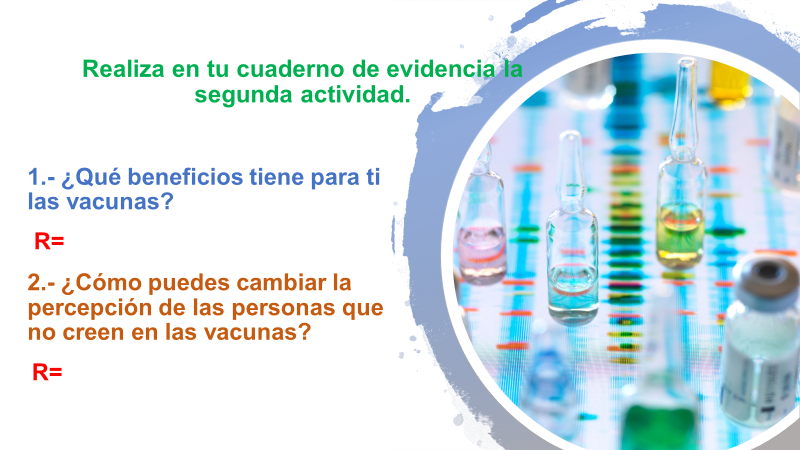 Realiza en tu cuaderno de evidencia la
segunda actividad.
1.- ¿Qué beneficios tiene para ti
las vacunas?
R=
2.- ¿Cómo puedes cambiar la
percepción de las personas que
no creen en las vacunas?
R=